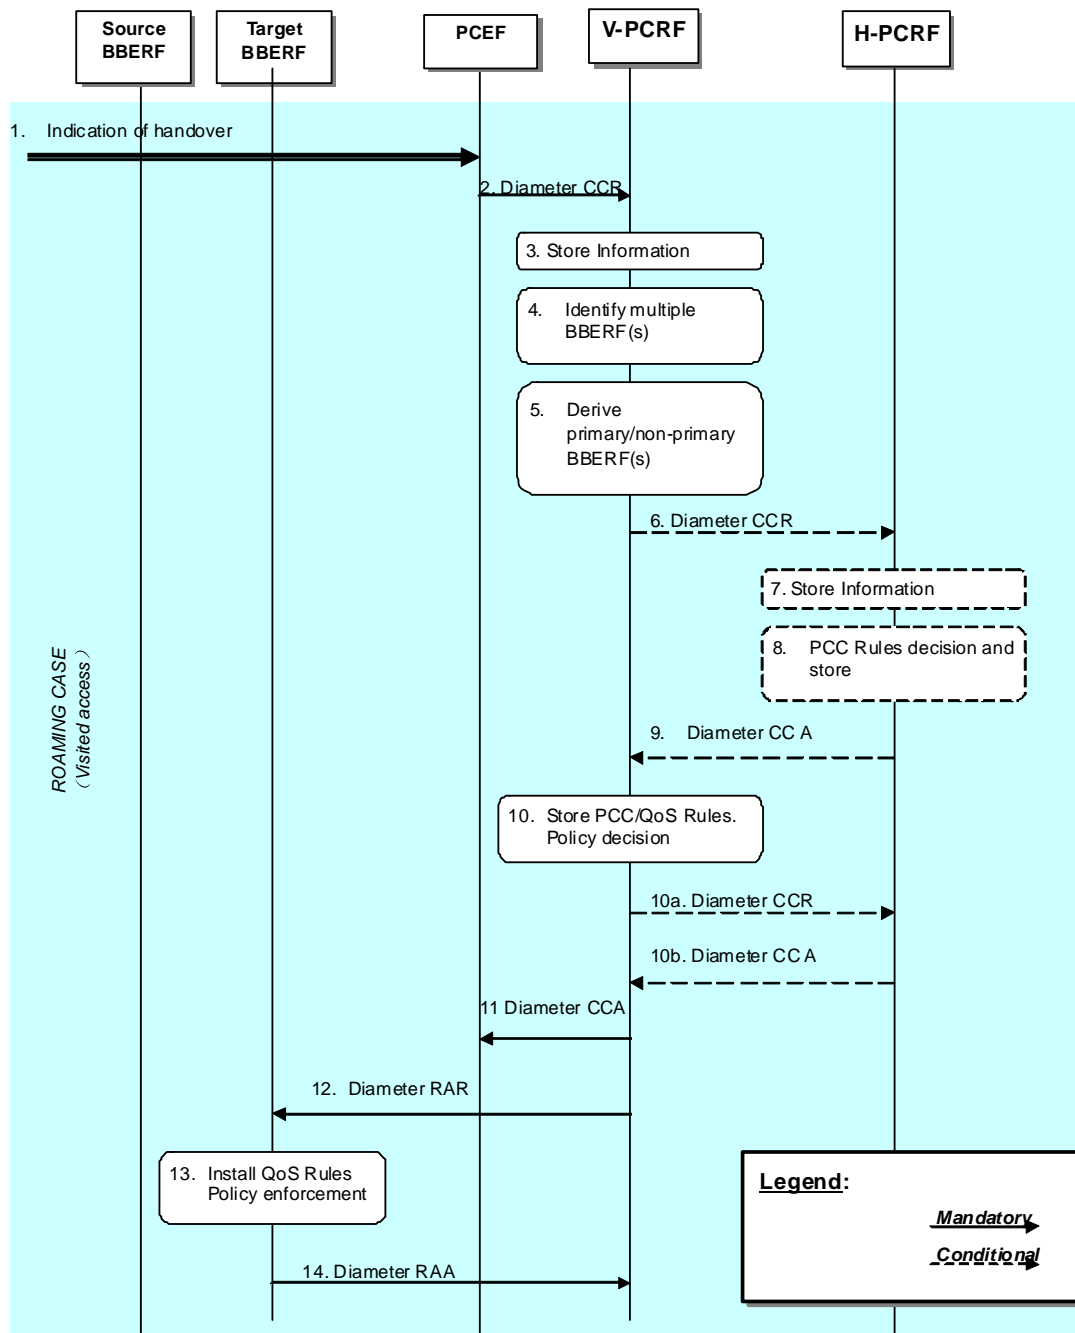 Source
BBERF
Target
BBERF
PCEF
V-PCRF
H-PCRF
1. Indication of handover
2. Diameter CCR
3. Store Information
4. Identify multiple
BBERF(s)
5. Derive
primary/non-primary
BBERF(s)
6. Diameter CCR
7. Store Information
8. PCC Rules decision and
store
9. Diameter CC A
ROAMING CASE
（Visited access）
10. Store PCC/QoS Rules.
Policy decision
10a. Diameter CCR
10b. Diameter CC A
11 Diameter CCA
12. Diameter RAR
13. Install QoS Rules
Policy enforcement
14. Diameter RAA
Legend:
Mandatory
Conditional